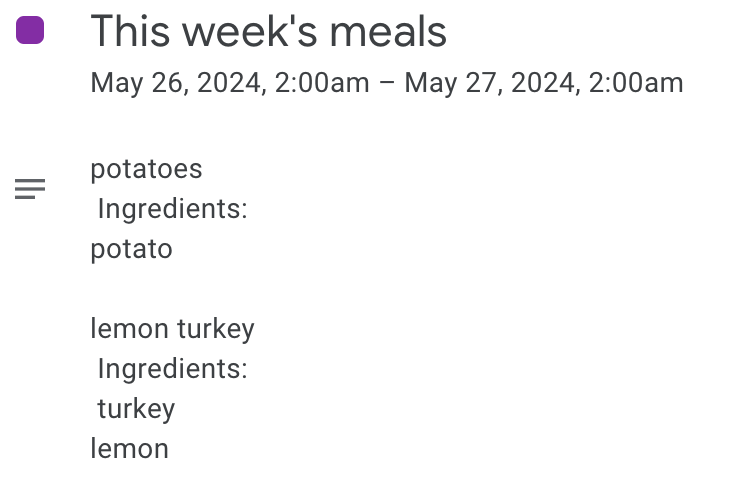 This week's meals
May 26, 2024, 2:00am – May 27, 2024, 2:00am
potatoes
Ingredients:
potato
lemon turkey
Ingredients:
turkey
lemon